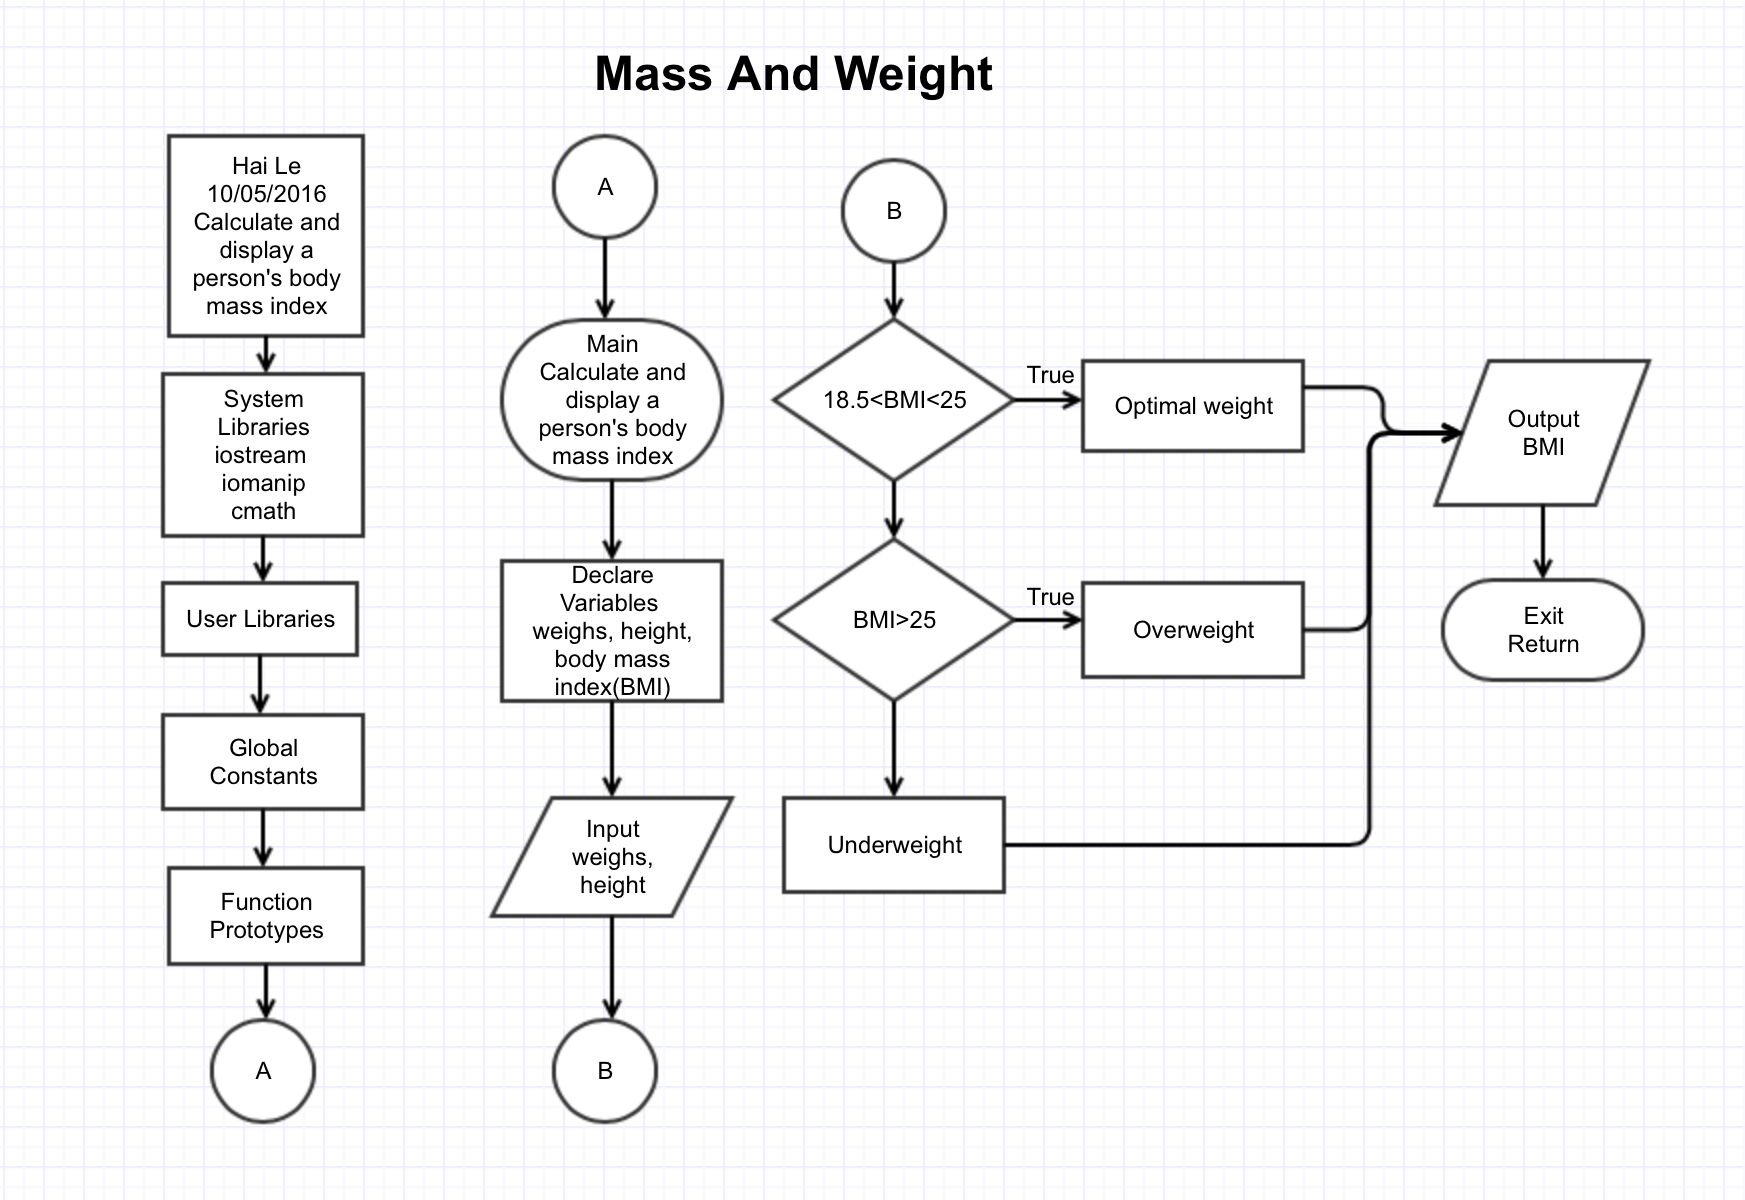 Mass And Weight
Hai Le
10/05/2016
Calculate and
display a
person's body
mass index
System
Libraries
iostream
iomanip
cmath
User Libraries
Global
Constants
Function
Prototypes
A
A
Main
Calculate and
display a
person's body
mass index
Declare
Variables
weighs, height,
body mass
index(BMI)
Input
weighs,
height
B
B
18.5<BMI<25
True
Optimal weight
BMI>25
True
Overweight
Underweight
Output
BMI
Exit
Return